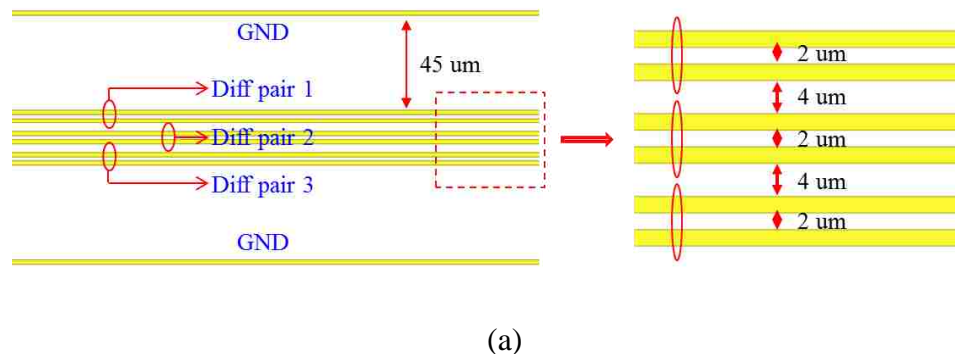 GND
45 um
Diff pair 1
Diff pair 2
Diff pair 3
GND
2 um
4 um
2 um
4 um
2 um
(a)